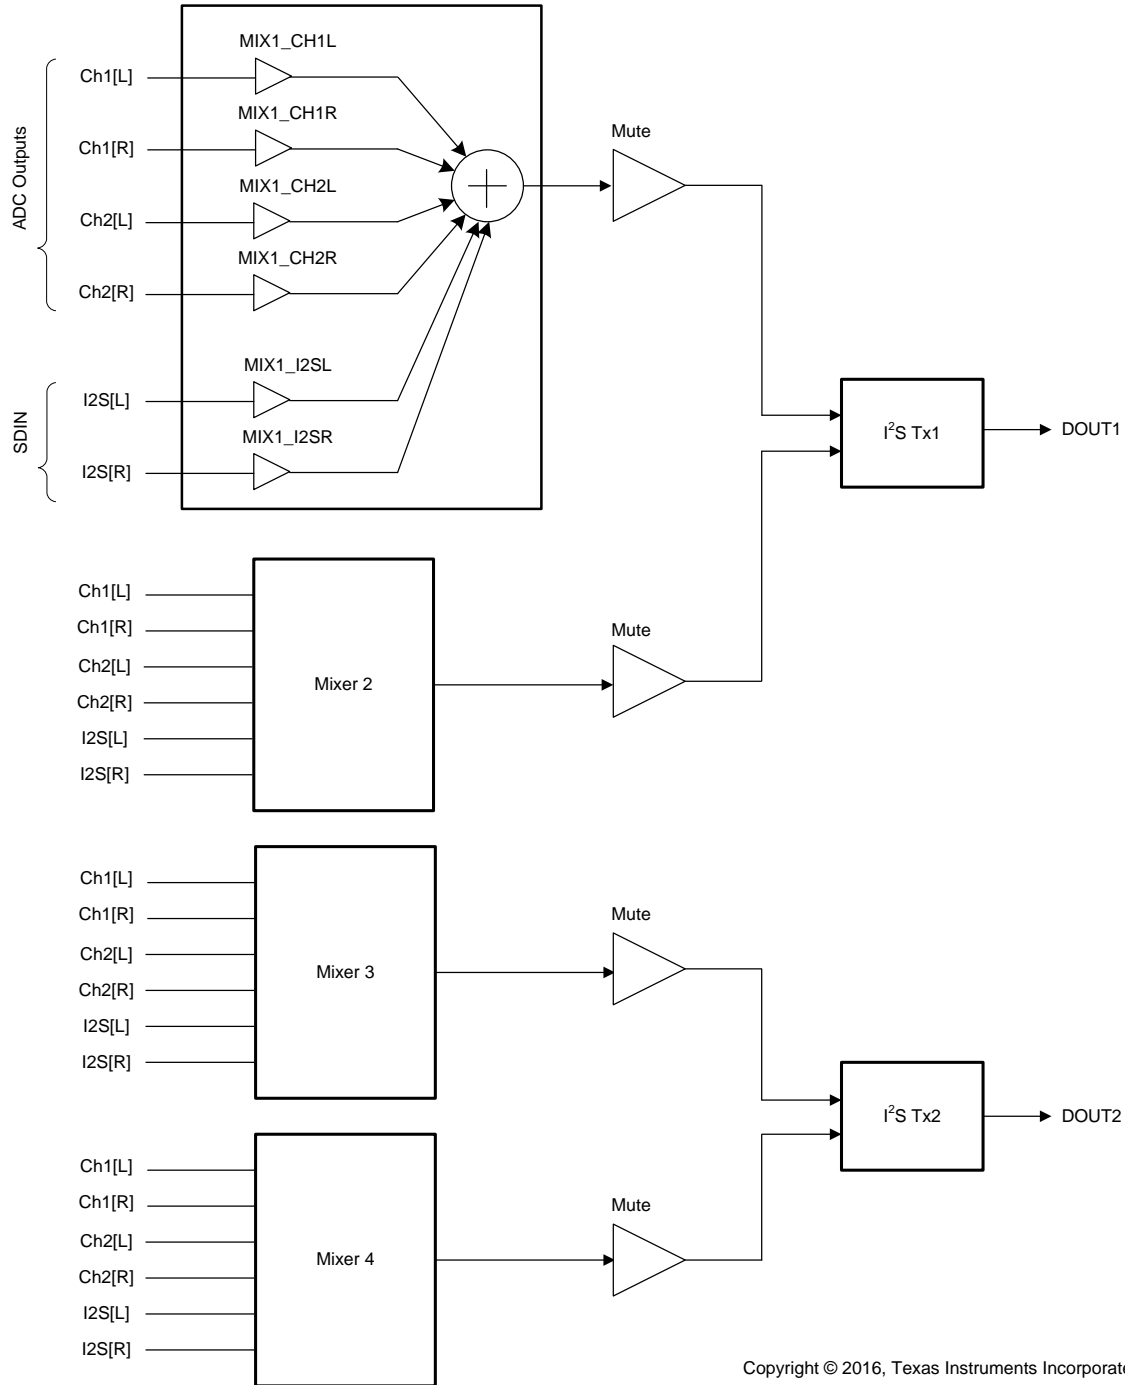 MIX1_CH1L
Ch1[L]
MIX1_CH1R
Ch1[R]
MIX1_CH2L
Ch2[L]
MIX1_CH2R
Ch2[R]
ADC Outputs
MIX1_I2SL
I2S[L]
MIX1_I2SR
I2S[R]
SDIN
Mute
I²S Tx1
DOUT1
Ch1[L]
Ch1[R]
Ch2[L]
Ch2[R]
I2S[L]
I2S[R]
Mixer 2
Mute
Ch1[L]
Ch1[R]
Ch2[L]
Ch2[R]
I2S[L]
I2S[R]
Mixer 3
Mute
I²S Tx2
DOUT2
Ch1[L]
Ch1[R]
Ch2[L]
Ch2[R]
I2S[L]
I2S[R]
Mixer 4
Mute
Copyright © 2016, Texas Instruments Incorporate